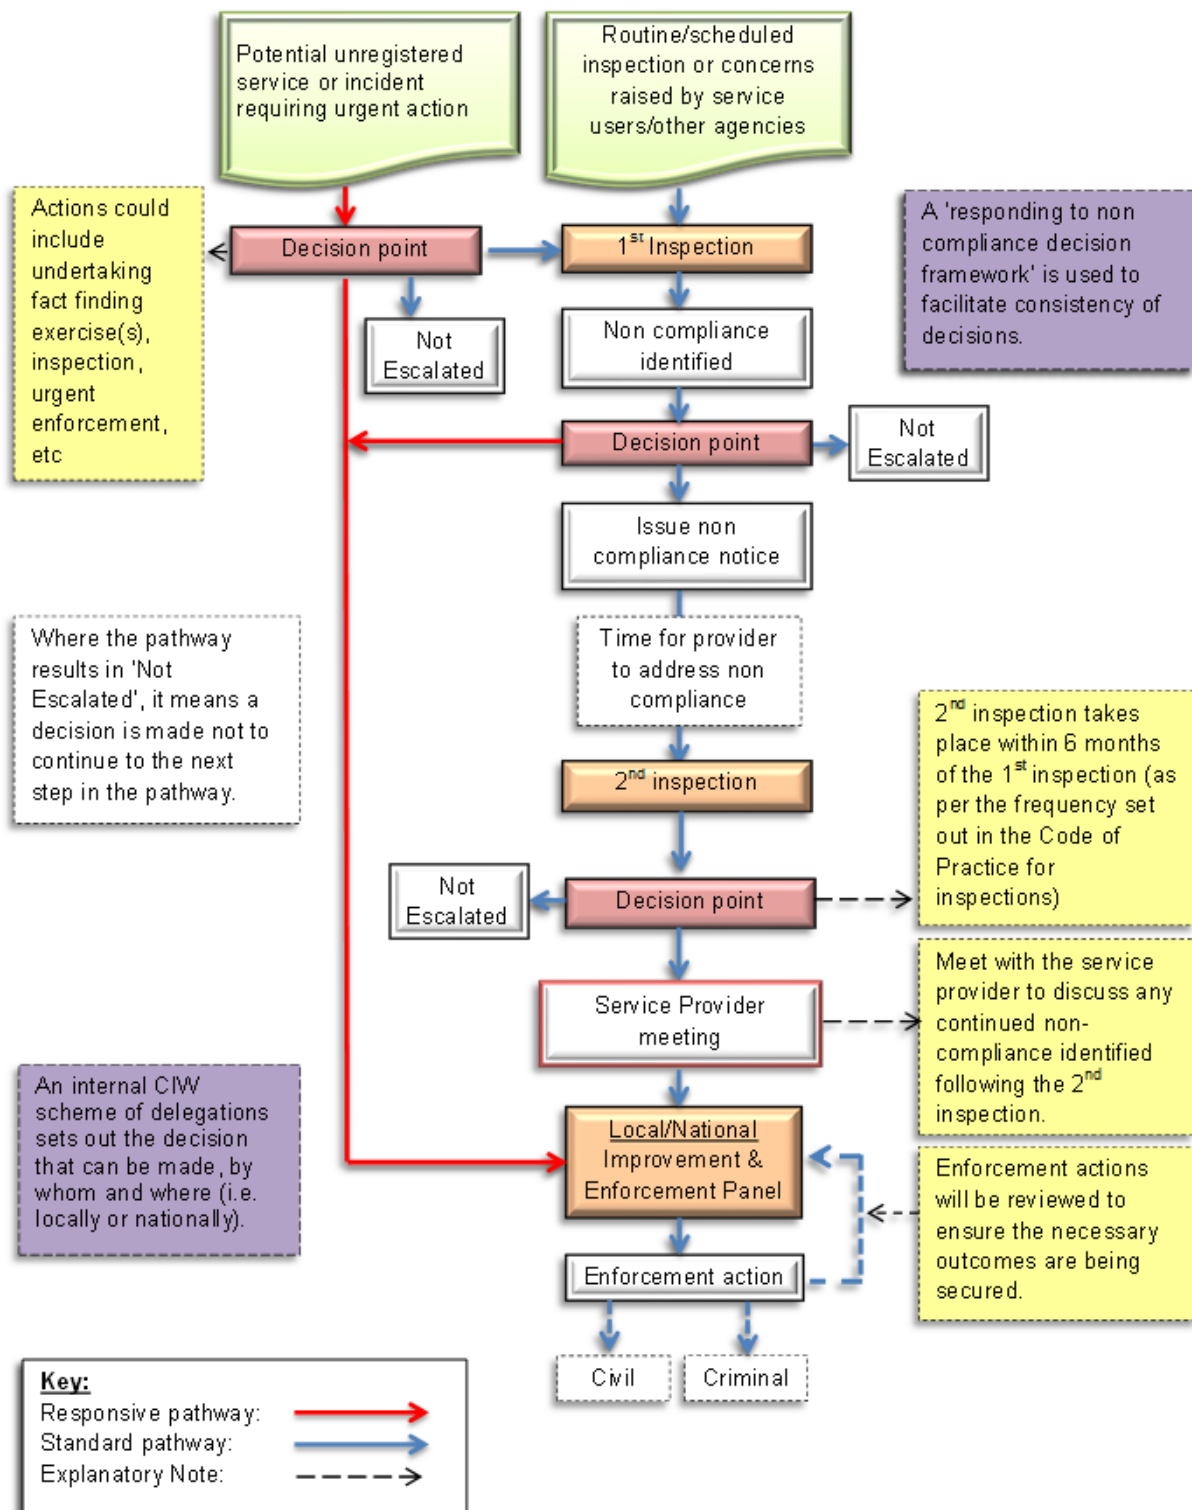 Potential unregistered
service or incident
requiring urgent action
Routine/scheduled
inspection or concerns
raised by service
users/other agencies
Actions could
include
undertaking
fact finding
exercise(s),
inspection,
urgent
enforcement,
etc
Decision point
1st Inspection
A 'responding to non
compliance decision
framework' is used to
facilitate consistency of
decisions.
Not
Escalated
Non compliance
identified
Decision point
Not
Escalated
Issue non
compliance notice
Where the pathway
results in 'Not
Escalated', it means a
decision is made not to
continue to the next
step in the pathway.
Time for provider
to address non
compliance
2nd inspection
2nd inspection takes
place within 6 months
of the 1st inspection (as
per the frequency set
out in the Code of
Practice for
inspections)
Not
Escalated
Decision point
Service Provider
meeting
Meet with the service
provider to discuss any
continued non-
compliance identified
following the 2nd
inspection.
An internal CIW
scheme of delegations
sets out the decision
that can be made, by
whom and where (i.e.
locally or nationally).
Local/National
Improvement &
Enforcement Panel
Enforcement actions
will be reviewed to
ensure the necessary
outcomes are being
secured.
Enforcement action
Civil
Criminal
Key:
Responsive pathway:
Standard pathway:
Explanatory Note: